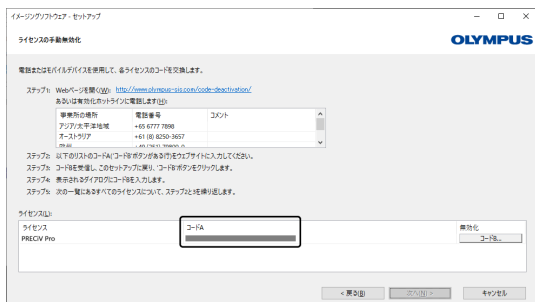 イメージングソフトウェア - セットアップ
ライセンスの手動無効化
OLYMPUS
電話またはモバイルデバイスを使用して、各ライセンスのコードを交換します。
ステップ1: Webページを開く(W): http://www.olympus-sis.com/code-deactivation/
あるいは有効化ホットラインに電話します(H):
事業所の場所 電話番号 コメント
アジア/太平洋地域 +65 6777 7898
オーストラリア +61 (8) 8250-3657
ステップ2: 以下のリストのコードA('コードB'ボタンがある行)をウェブサイトに入力してください。
ステップ3: コードBを受信し、このセットアップに戻り、'コードB'ボタンをクリックします。
ステップ4: 表示されるダイアログにコードBを入力します。
ステップ5: 次の一覧にあるすべてのライセンスについて、ステップ2と3を繰り返します。
ライセンス(L):
ライセンス コードA 無効化
PRECiV Pro コードB...
< 戻る(B) 次へ(N) > キャンセル